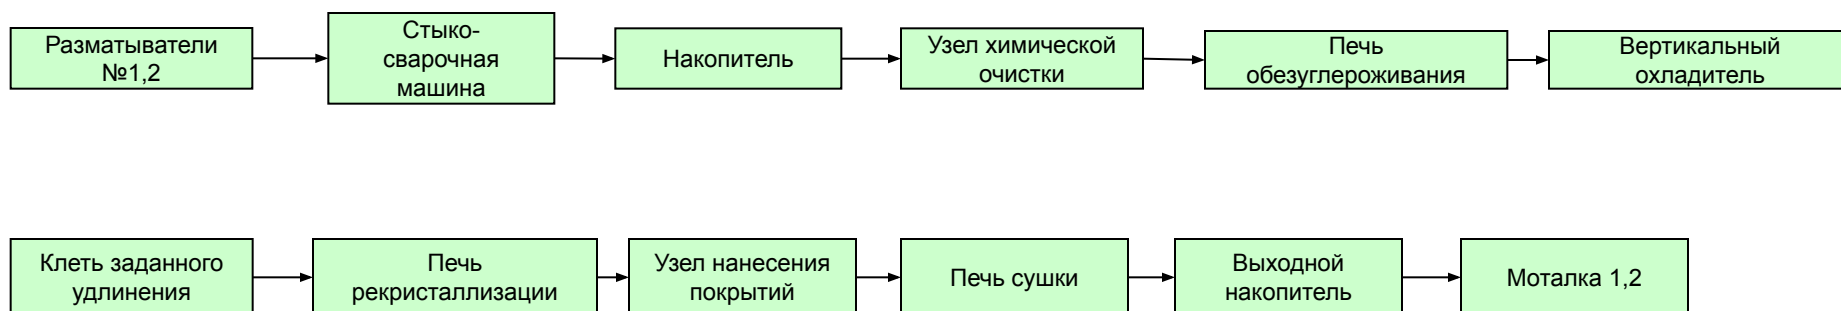 Разматыватели
№1,2
Стыко-
сварочная
машина
Накопитель
Узел химической
очистки
Печь
обезуглероживания
Вертикальный
охладитель
Клеть заданного
удлинения
Печь
рекристаллизации
Узел нанесения
покрытий
Печь сушки
Выходной
накопитель
Моталка 1,2